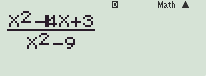 D Math ▲
x²-4x+3
x²-9